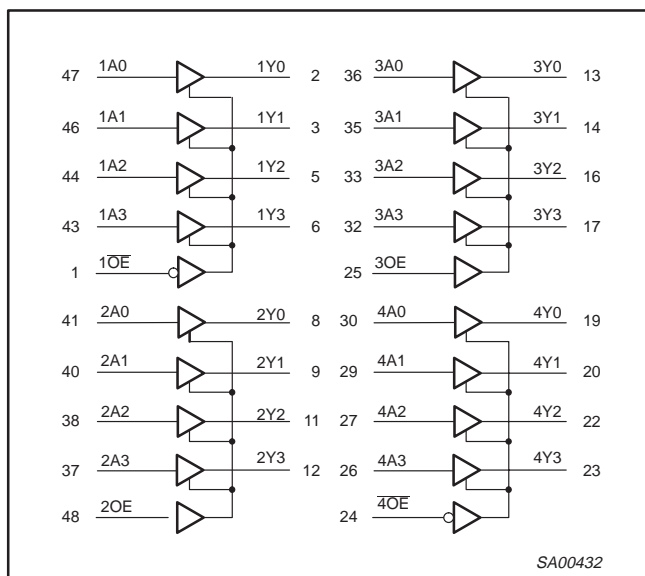 47 1A0 1Y0 2 36 3A0 3Y0 13
46 1A1 1Y1 3 35 3A1 3Y1 14
44 1A2 1Y2 5 33 3A2 3Y2 16
43 1A3 1Y3 6 32 3A3 3Y3 17
1 1O̅E̅ 25 3OE
41 2A0 2Y0 8 30 4A0 4Y0 19
40 2A1 2Y1 9 29 4A1 4Y1 20
38 2A2 2Y2 11 27 4A2 4Y2 22
37 2A3 2Y3 12 26 4A3 4Y3 23
48 2OE 24 4̅O̅E̅
SA00432